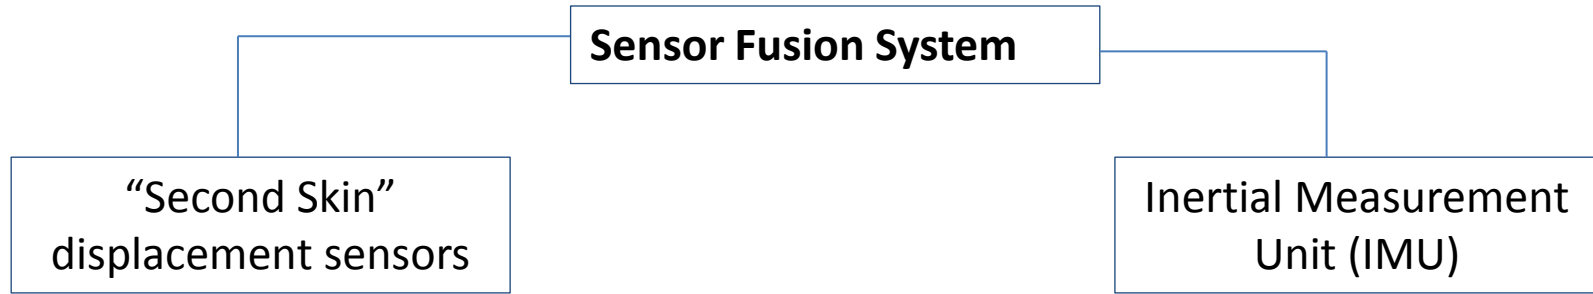 Sensor Fusion System
“Second Skin”
displacement sensors
Inertial Measurement
Unit (IMU)